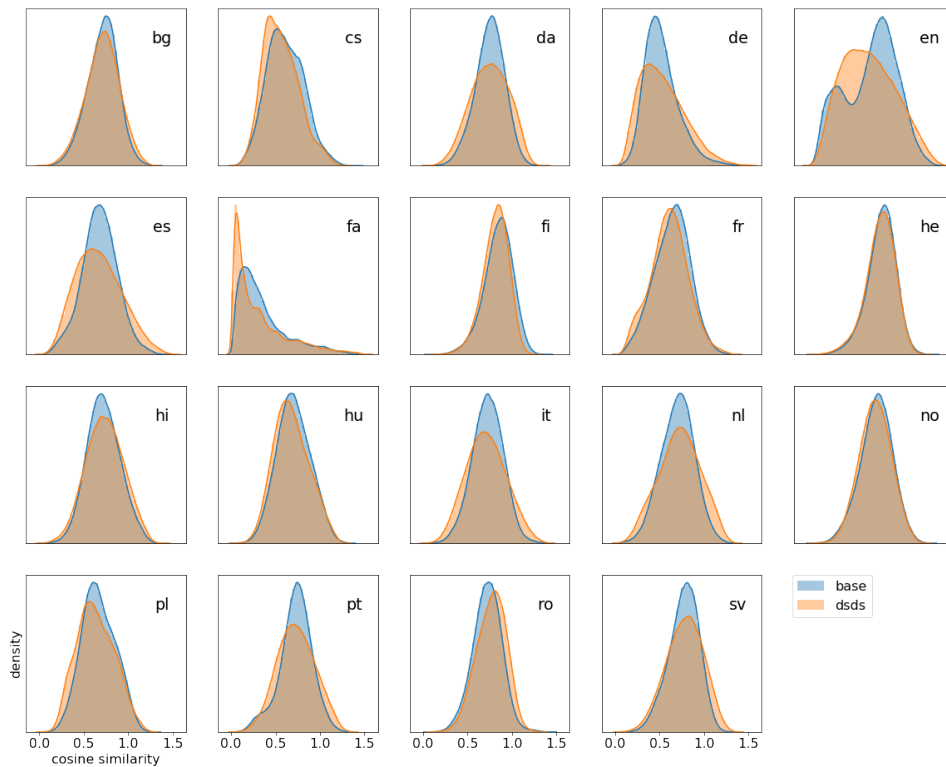 bg
cs
da
de
en
es
fa
fi
fr
he
hi
hu
it
nl
no
pl
pt
ro
sv
base
dsds
density
0.0 0.5 1.0 1.5
0.0 0.5 1.0 1.5
0.0 0.5 1.0 1.5
0.0 0.5 1.0 1.5
cosine similarity